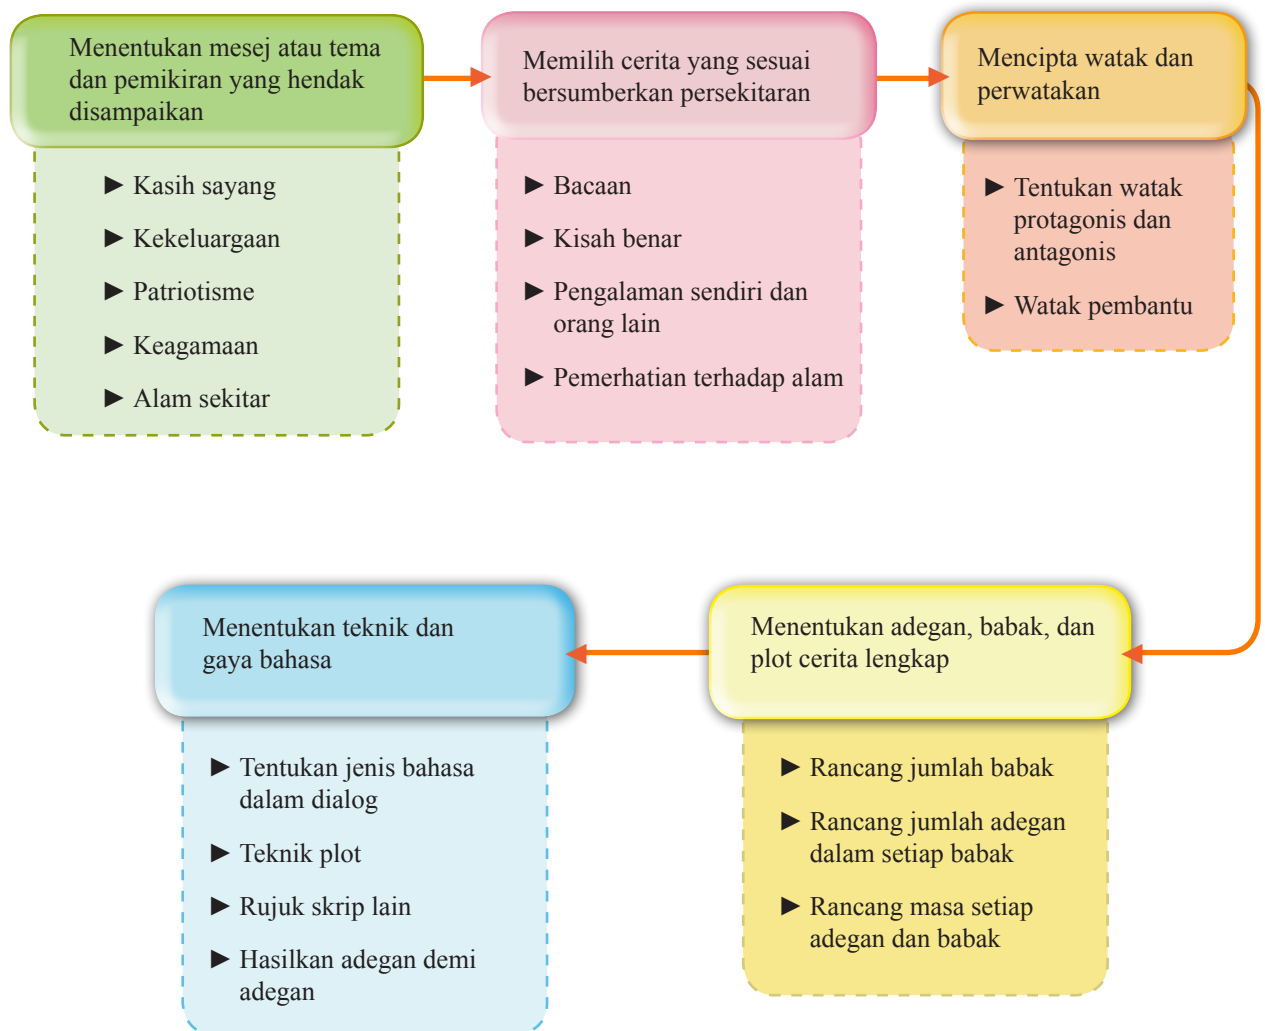 Menentukan mesej atau tema
dan pemikiran yang hendak
disampaikan
► Kasih sayang
► Kekeluargaan
► Patriotisme
► Keagamaan
► Alam sekitar
Memilih cerita yang sesuai
bersumberkan persekitaran
► Bacaan
► Kisah benar
► Pengalaman sendiri dan
orang lain
► Pemerhatian terhadap alam
Mencipta watak dan
perwatakan
► Tentukan watak
protagonis dan
antagonis
► Watak pembantu
Menentukan adegan, babak, dan
plot cerita lengkap
► Rancang jumlah babak
► Rancang jumlah adegan
dalam setiap babak
► Rancang masa setiap
adegan dan babak
Menentukan teknik dan
gaya bahasa
► Tentukan jenis bahasa
dalam dialog
► Teknik plot
► Rujuk skrip lain
► Hasilkan adegan demi
adegan